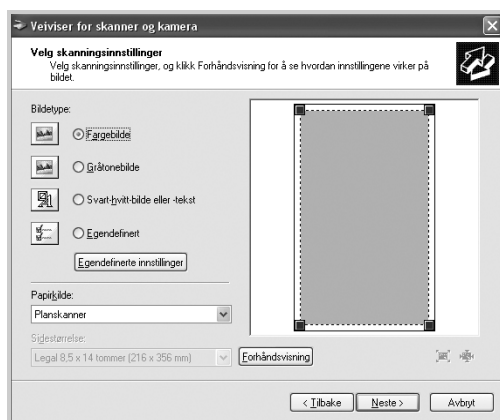 Veiviser for skanner og kamera
Velg skanningsinnstillinger
Velg skanningsinnstillinger, og klikk Forhåndsvisning for å se hvordan innstillingene virker på
bildet.
Bildetype:
Fargebilde
Gråtonebilde
Svart-hvitt-bilde eller -tekst
Egendefinert
Egendefinerte innstillinger
Papirkilde:
Planskanner
Sidestørrelse:
Legal 8,5 x 14 tommer (216 x 356 mm)
Forhåndsvisning
< Tilbake
Neste >
Avbryt